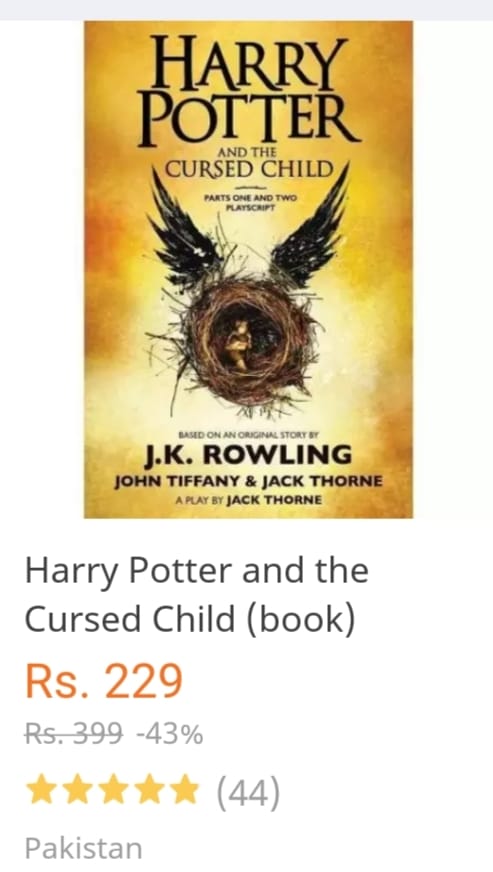 HARRY
POTTER
AND THE
CURSED CHILD
PARTS ONE AND TWO
PLAYSCRIPT
BASED ON AN ORIGINAL STORY BY
J.K. ROWLING
JOHN TIFFANY & JACK THORNE
A PLAY BY JACK THORNE
Harry Potter and the
Cursed Child (book)
Rs. 229
Rs. 399 -43%
(44)
Pakistan